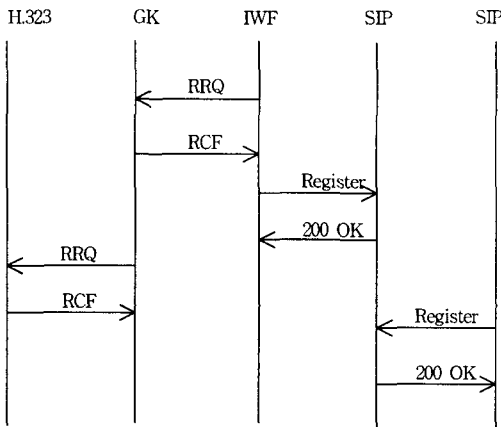 H.323 GK IWF SIP SIP
RRQ
RCF
Register
200 OK
RRQ
RCF
Register
200 OK